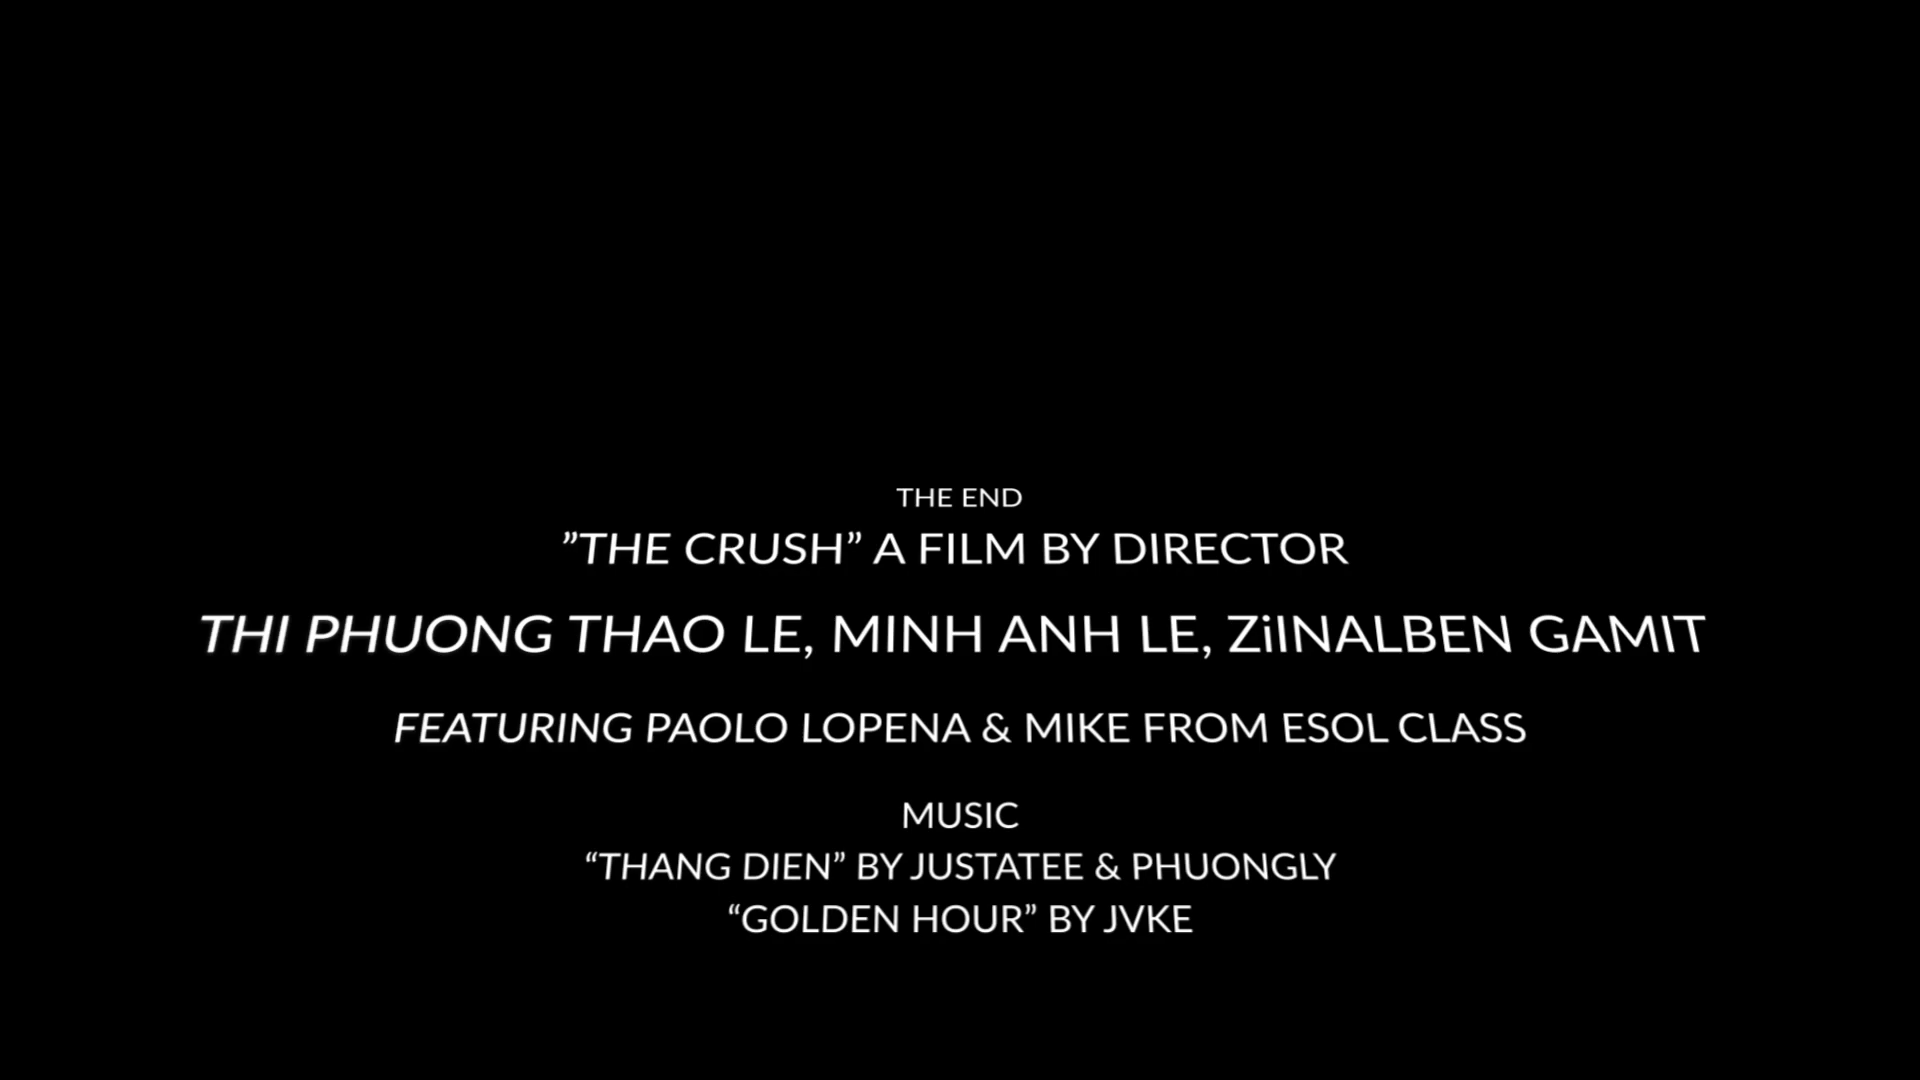 THE END
”THE CRUSH” A FILM BY DIRECTOR
THI PHUONG THAO LE, MINH ANH LE, ZiINALBEN GAMIT
FEATURING PAOLO LOPENA & MIKE FROM ESOL CLASS
MUSIC
“THANG DIEN” BY JUSTATEE & PHUONGLY
“GOLDEN HOUR” BY JVKE